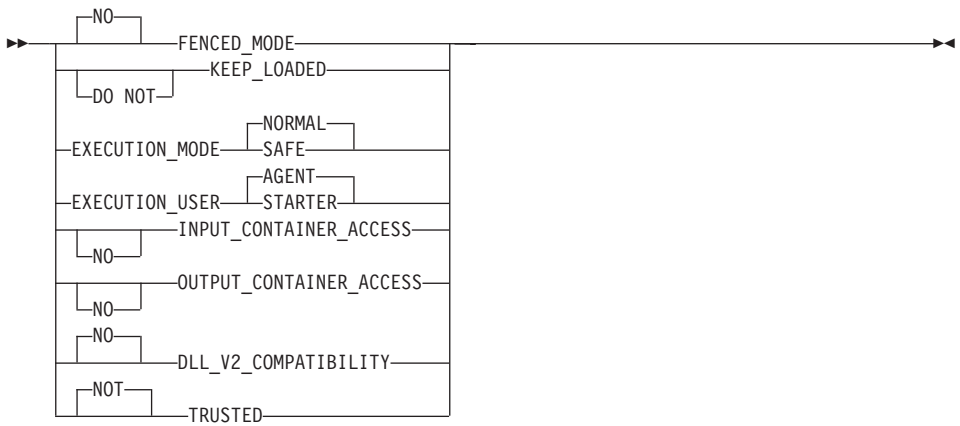 NO
FENCED_MODE
KEEP_LOADED
DO NOT
NORMAL
EXECUTION_MODE SAFE
AGENT
EXECUTION_USER STARTER
INPUT_CONTAINER_ACCESS
NO
OUTPUT_CONTAINER_ACCESS
NO
NO
DLL_V2_COMPATIBILITY
NOT
TRUSTED